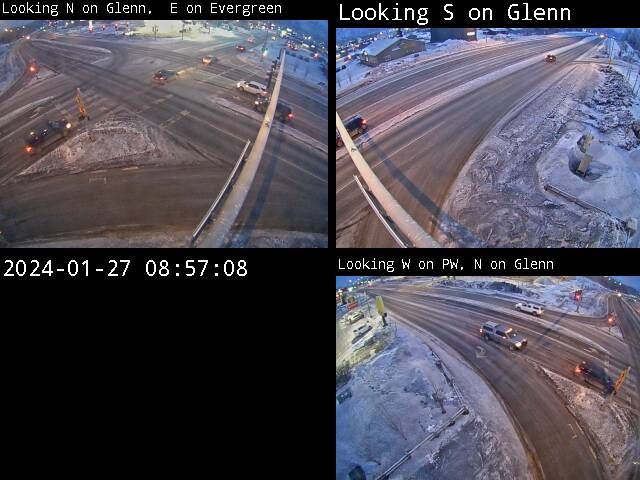 Looking N on Glenn,  E on Evergreen
Looking S on Glenn
2024-01-27 08:57:08
Looking W on PW, N on Glenn